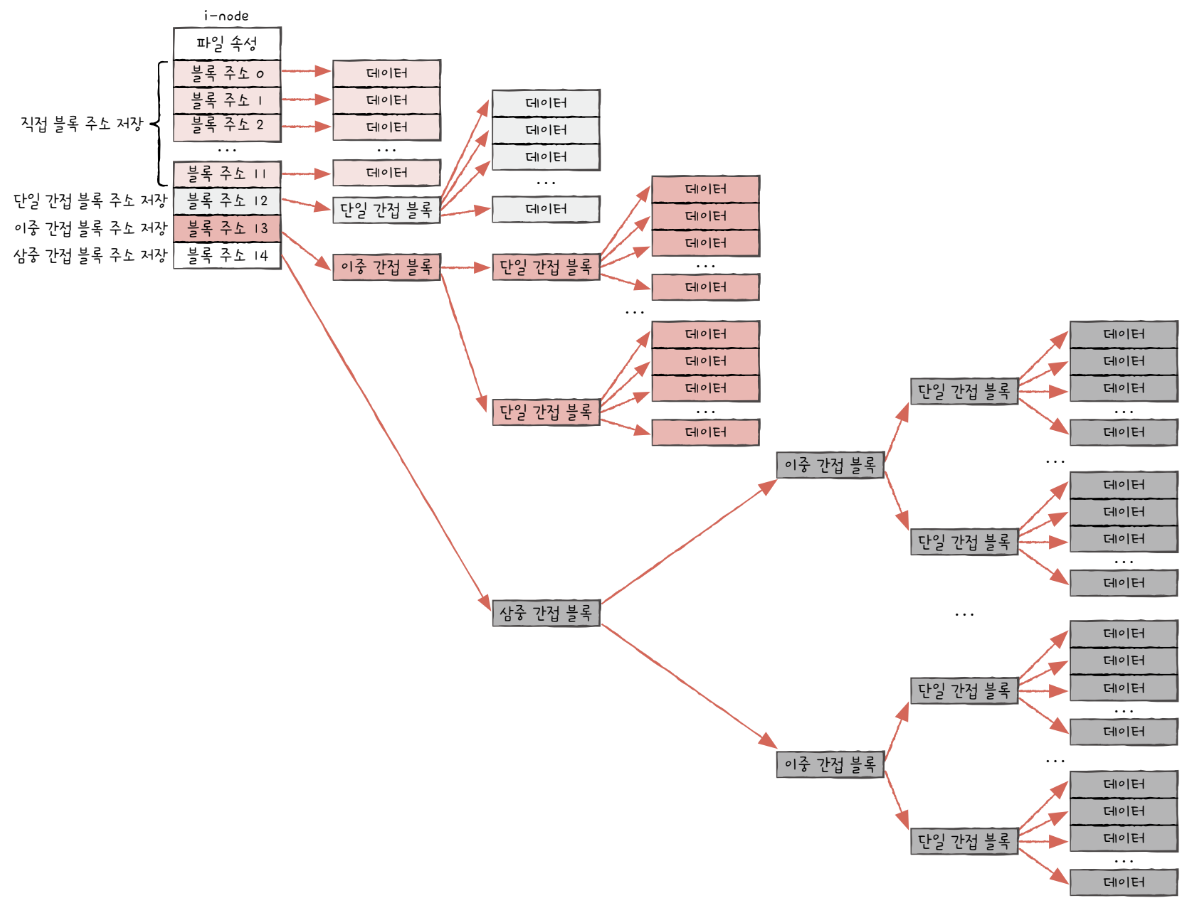 i-node
파일 속성
블록 주소 0
블록 주소 1
블록 주소 2
...
블록 주소 11
블록 주소 12
블록 주소 13
블록 주소 14
직접 블록 주소 저장
단일 간접 블록 주소 저장
이중 간접 블록 주소 저장
삼중 간접 블록 주소 저장
데이터
데이터
데이터
...
데이터
단일 간접 블록
데이터
데이터
데이터
...
데이터
이중 간접 블록
단일 간접 블록
데이터
데이터
데이터
...
데이터
...
단일 간접 블록
데이터
데이터
데이터
...
데이터
삼중 간접 블록
이중 간접 블록
단일 간접 블록
데이터
데이터
데이터
...
데이터
...
단일 간접 블록
데이터
데이터
데이터
...
데이터
...
이중 간접 블록
단일 간접 블록
데이터
데이터
데이터
...
데이터
...
단일 간접 블록
데이터
데이터
데이터
...
데이터